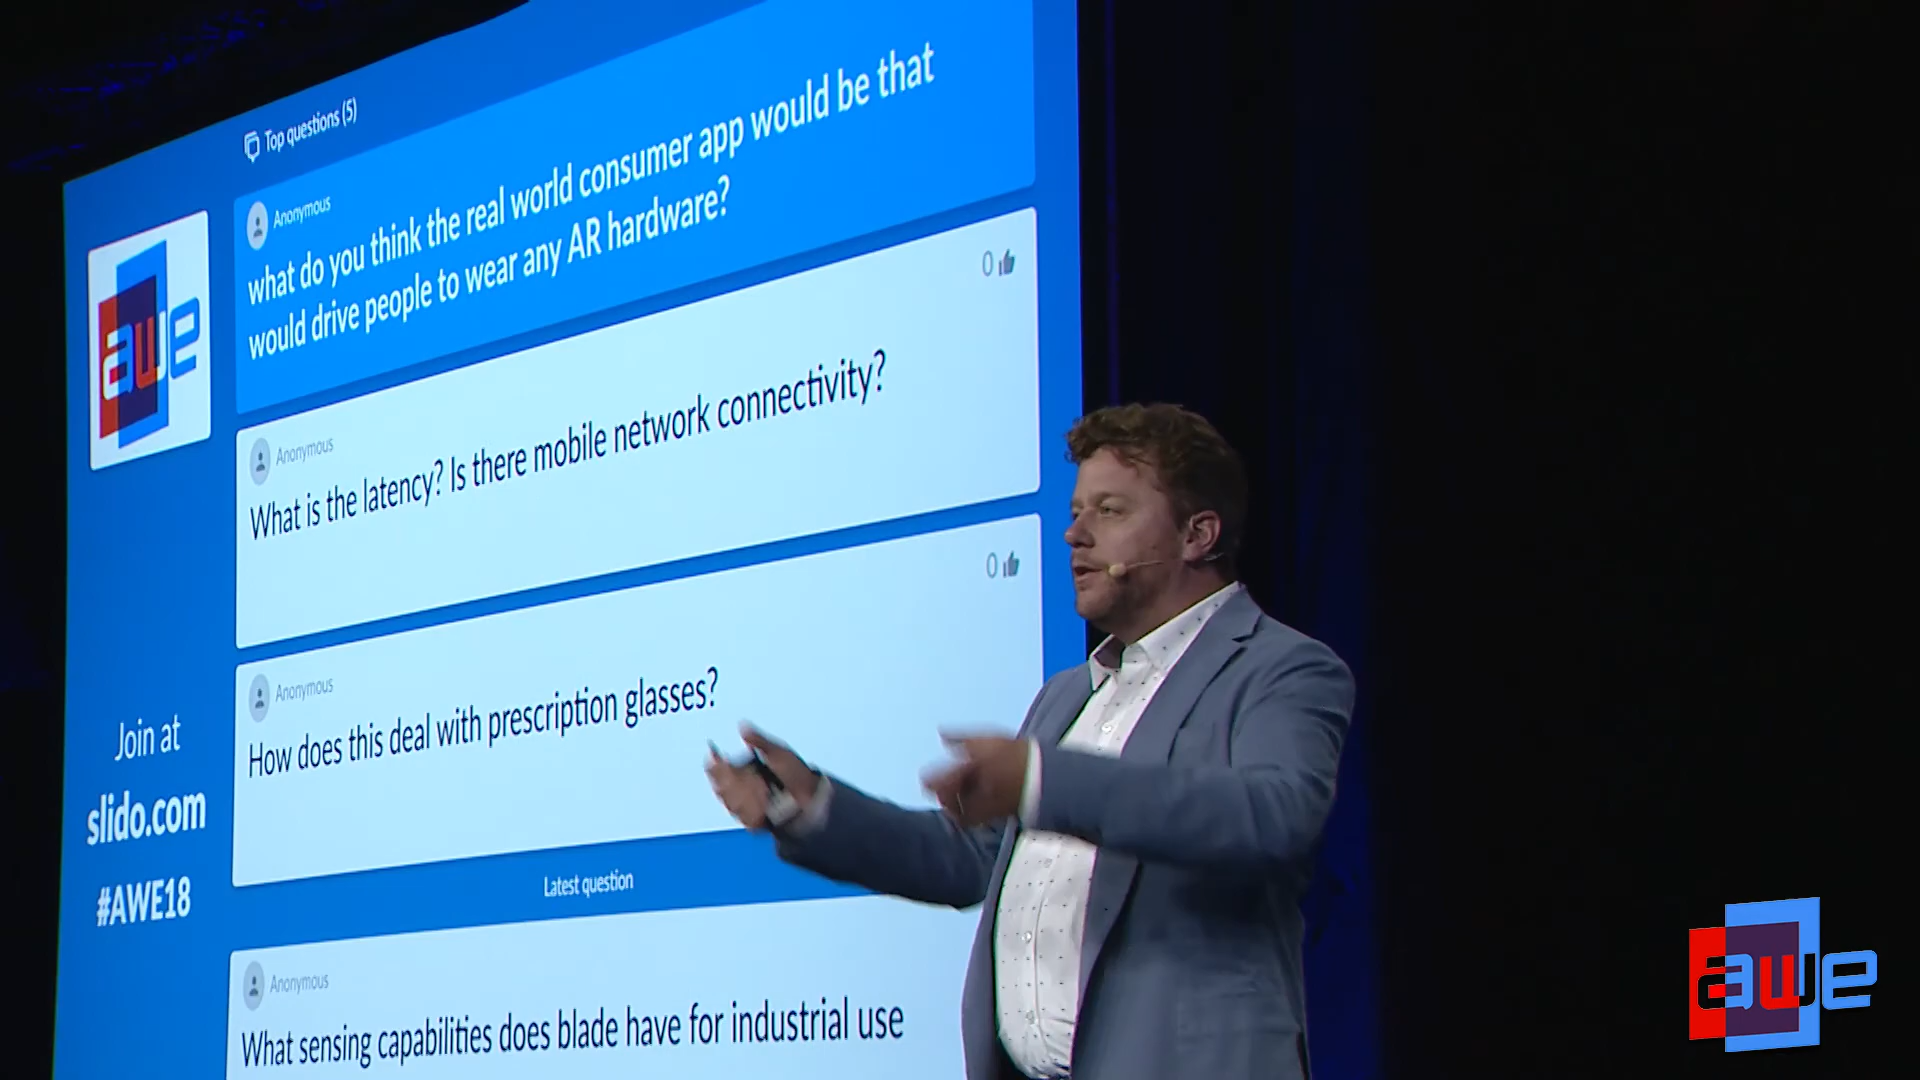 Top questions (5)
Anonymous
what do you think the real world consumer app would be that
would drive people to wear any AR hardware?
0
Anonymous
What is the latency? Is there mobile network connectivity?
0
Anonymous
How does this deal with prescription glasses?
Latest question
Anonymous
What sensing capabilities does blade have for industrial use
awe
Join at
slido.com
#AWE18
awe